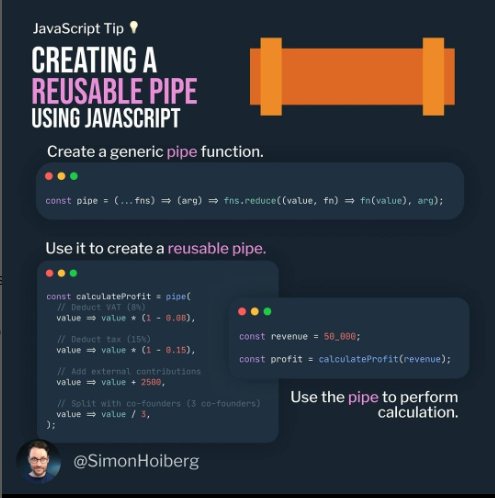 JavaScript Tip 💡
CREATING A
REUSABLE PIPE
USING JAVASCRIPT
Create a generic pipe function.
const pipe = (...fns) => (arg) => fns.reduce((value, fn) => fn(value), arg);
Use it to create a reusable pipe.
const calculateProfit = pipe(
// Deduct VAT (8%)
value => value * (1 - 0.08),
// Deduct tax (15%)
value => value * (1 - 0.15),
// Add external contributions
value => value + 2500,
// Split with co-founders (3 co-founders)
value => value / 3,
);
const revenue = 50_000;
const profit = calculateProfit(revenue);
Use the pipe to perform
calculation.
@SimonHoiberg